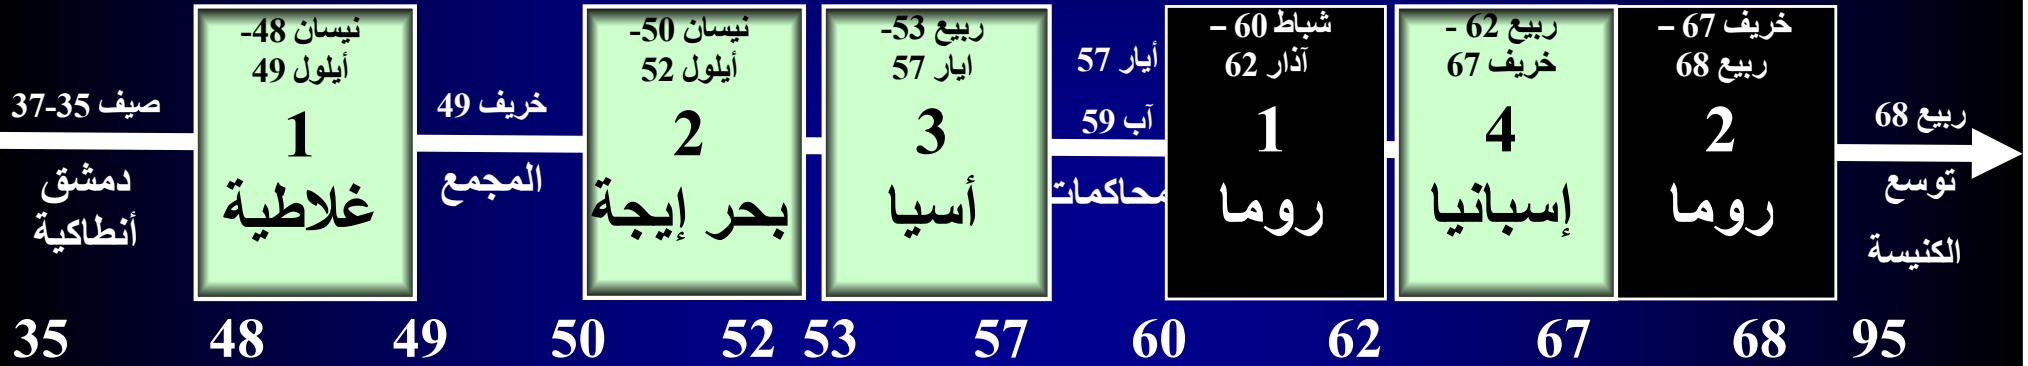 صيف 35-37
دمشق
أنطاكية
نيسان 48-
أيلول 49
1
غلاطية
خريف 49
المجمع
نيسان 50-
أيلول 52
2
بحر إيجة
ربيع 53-
ايار 57
3
أسيا
أيار 57
آب 59
محاكمات
شباط 60 –
آذار 62
1
روما
ربيع 62 -
خريف 67
4
إسبانيا
خريف 67 –
ربيع 68
2
روما
ربيع 68
توسع
الكنيسة
35 48 49 50 52 53 57 60 62 67 68 95